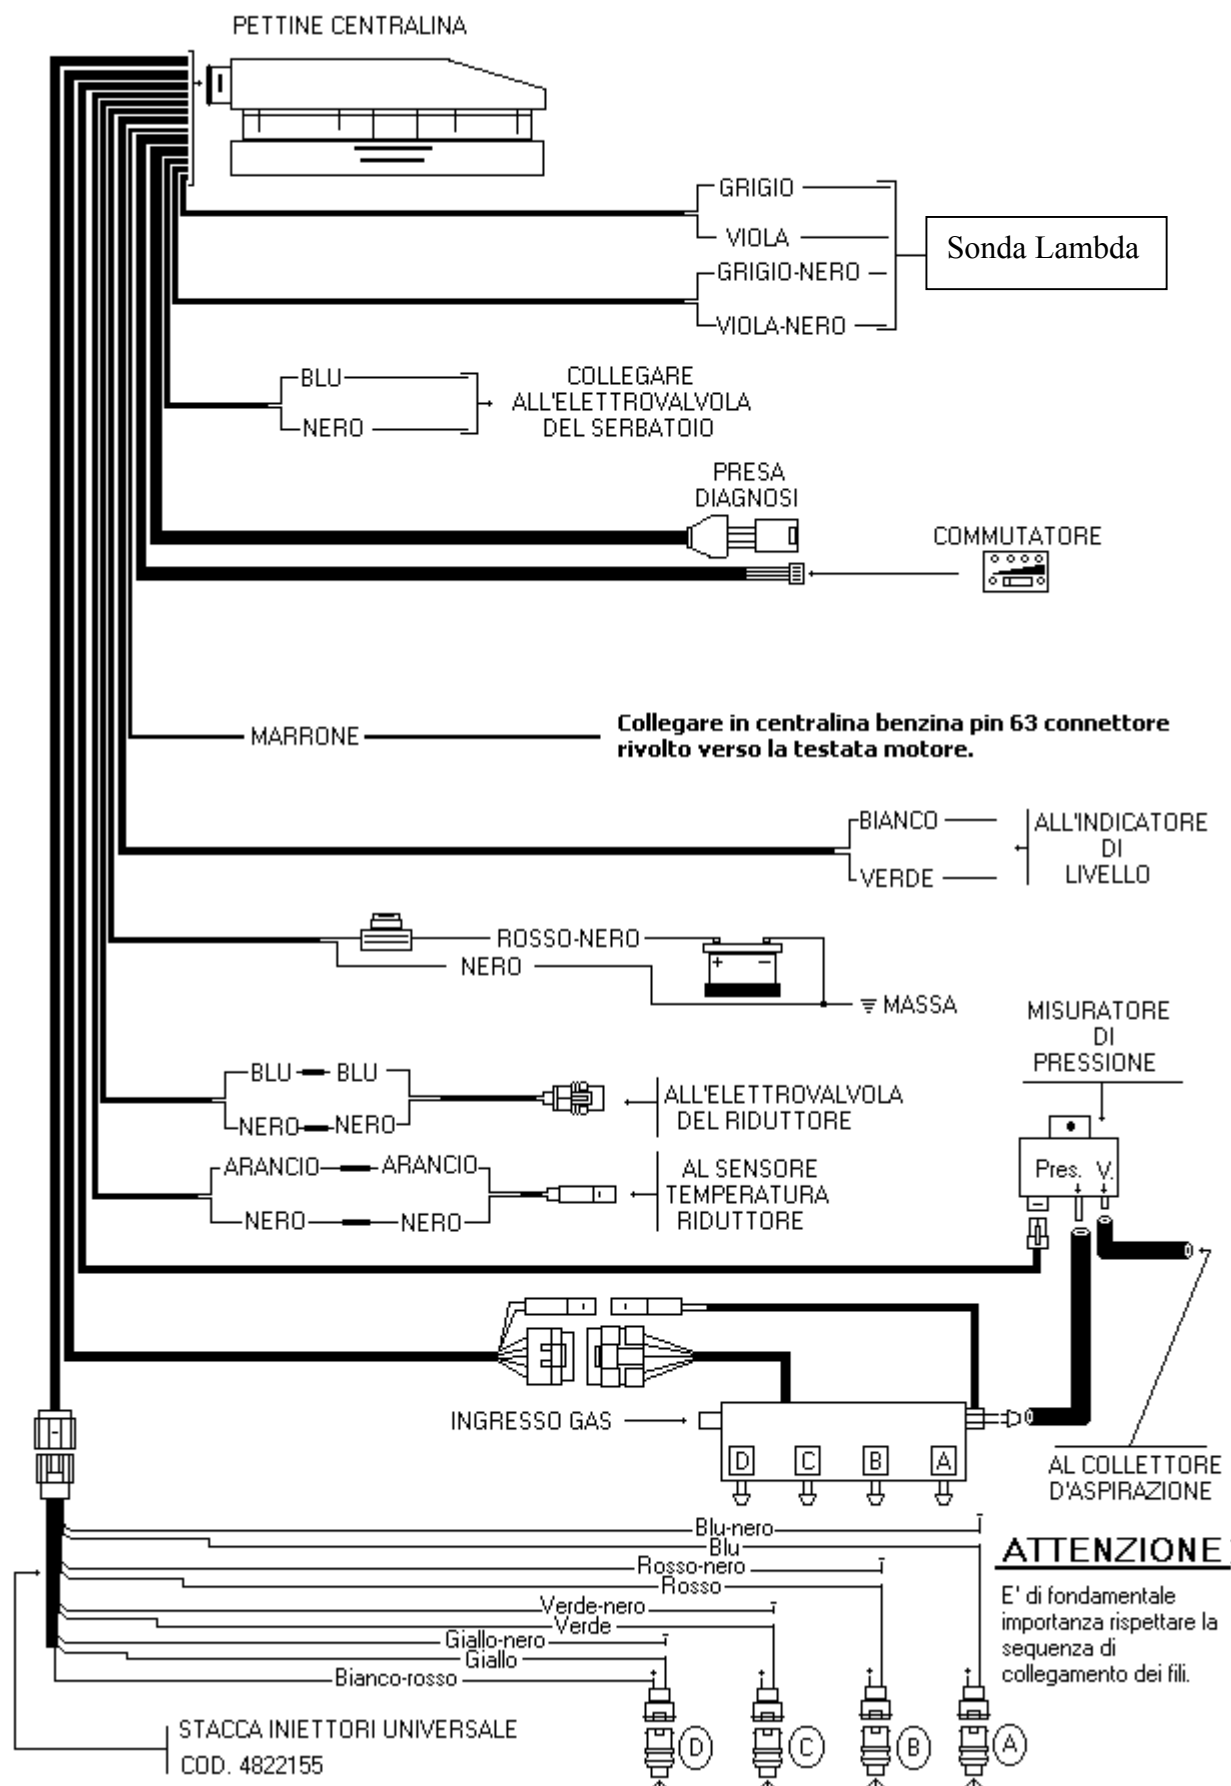 PETTINE CENTRALINA
GRIGIO
VIOLA
GRIGIO-NERO
VIOLA-NERO
Sonda Lambda
BLU
NERO
COLLEGARE
ALL'ELETTROVALVOLA
DEL SERBATOIO
PRESA
DIAGNOSI
COMMUTATORE
MARRONE
Collegare in centralina benzina pin 63 connettore
rivolto verso la testata motore.
BIANCO
VERDE
ALL'INDICATORE
DI
LIVELLO
ROSSO-NERO
NERO
+ −
MASSA
MISURATORE
DI
PRESSIONE
Pres. V.
BLU BLU
NERO NERO
ALL'ELETTROVALVOLA
DEL RIDUTTORE
ARANCIO ARANCIO
NERO NERO
AL SENSORE
TEMPERATURA
RIDUTTORE
INGRESSO GAS
D C B A
AL COLLETTORE
D'ASPIRAZIONE
Blu-nero
Blu
Rosso-nero
Rosso
Verde-nero
Verde
Giallo-nero
Giallo
Bianco-rosso
ATTENZIONE:
E' di fondamentale
importanza rispettare la
sequenza di
collegamento dei fili.
+ + + +
D C B A
STACCA INIETTORI UNIVERSALE
COD. 4822155